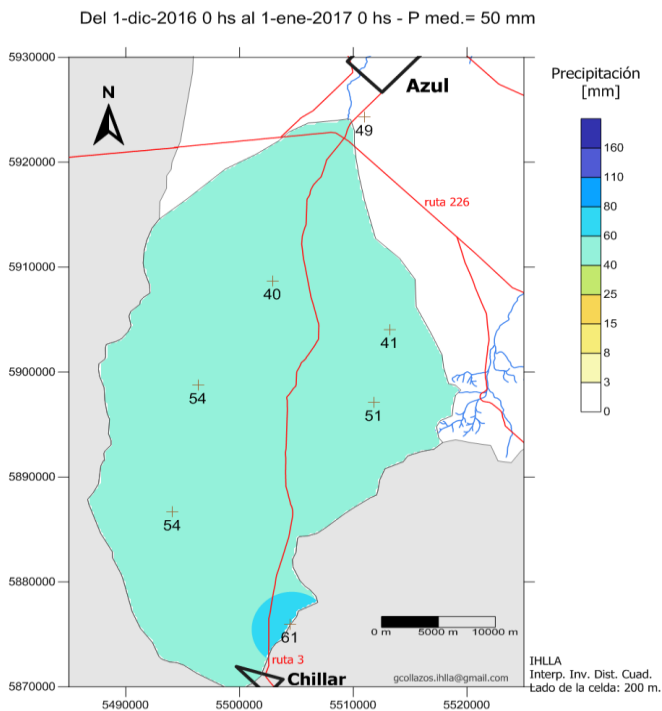 Del 1-dic-2016 0 hs al 1-ene-2017 0 hs - P med.= 50 mm
5930000
5920000
5910000
5900000
5890000
5880000
5870000
N
Azul
49
ruta 226
40
41
54
51
54
61
ruta 3
Chillar
0 m
5000 m
10000 m
gcollazos.ihlla@gmail.com
5490000
5500000
5510000
5520000
Precipitación
[mm]
160
110
80
60
40
25
15
8
3
0
IHLLA
Interp. Inv. Dist. Cuad.
Lado de la celda: 200 m.